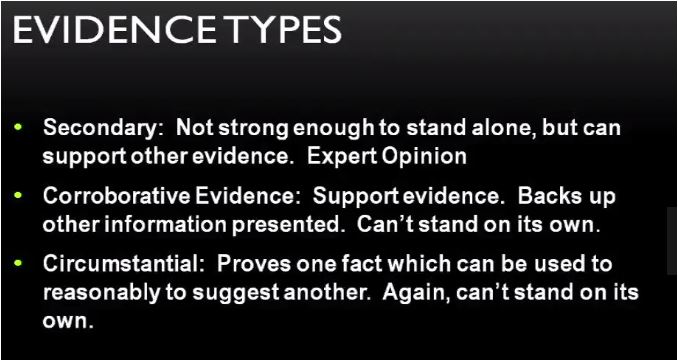 EVIDENCE TYPES
• Secondary: Not strong enough to stand alone, but can
support other evidence. Expert Opinion
• Corroborative Evidence: Support evidence. Backs up
other information presented. Can't stand on its own.
• Circumstantial: Proves one fact which can be used to
reasonably to suggest another. Again, can't stand on its
own.